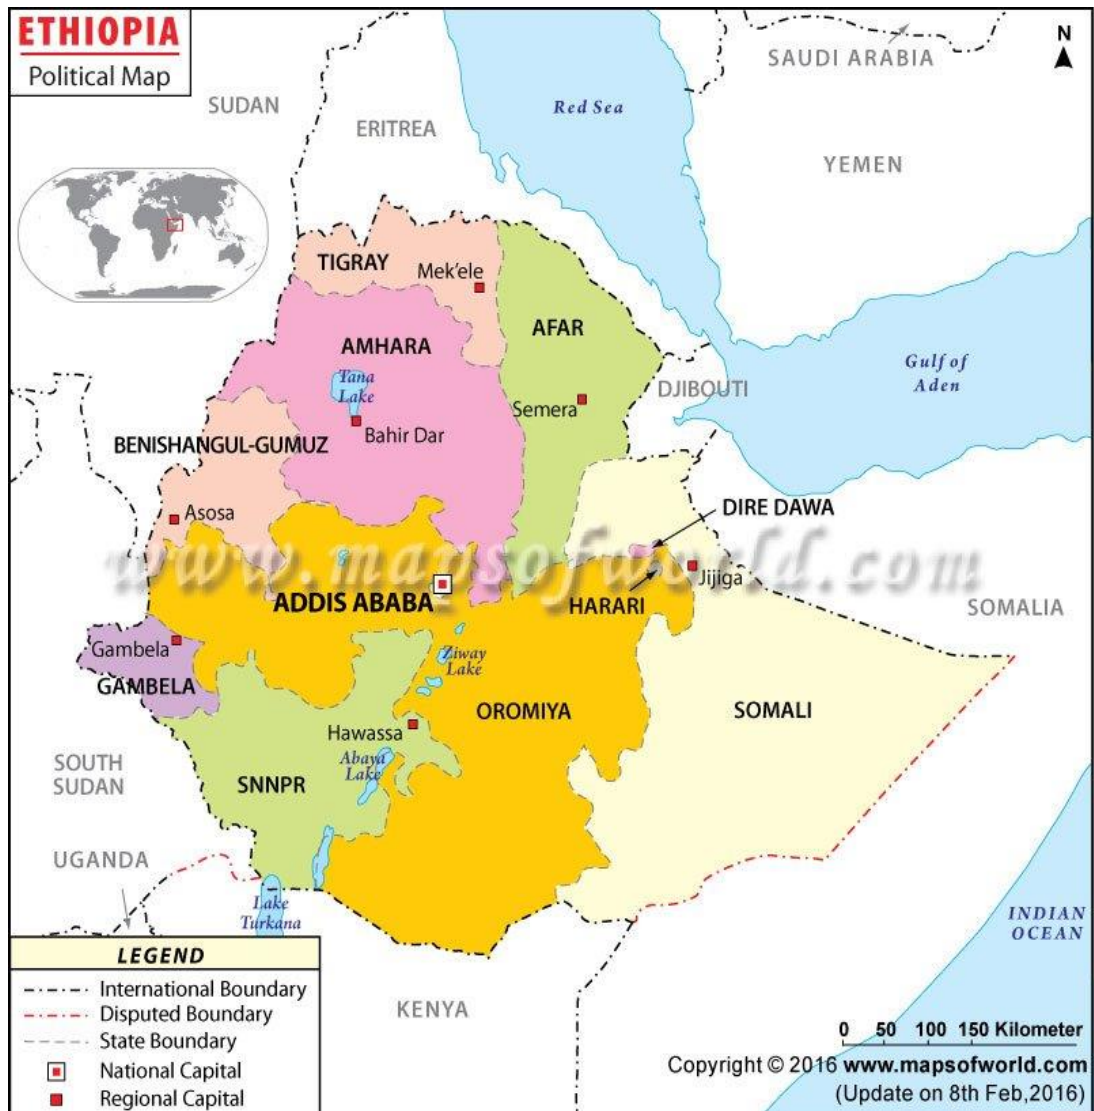 ETHIOPIA
Political Map
N
SAUDI ARABIA
SUDAN
ERITREA
Red Sea
YEMEN
TIGRAY
Mek'ele
AFAR
AMHARA
Tana
Lake
Gulf of
Aden
DJIBOUTI
Semera
Bahir Dar
BENISHANGUL-GUMUZ
Asosa
DIRE DAWA
www.mapsofworld.com
Jijiga
ADDIS ABABA
HARARI
SOMALIA
Gambela
Ziway
Lake
GAMBELA
OROMIYA
SOMALI
Hawassa
SOUTH
SUDAN
Abaya
Lake
SNNPR
UGANDA
Lake
Turkana
INDIAN
OCEAN
LEGEND
International Boundary
Disputed Boundary
State Boundary
National Capital
Regional Capital
KENYA
0 50 100 150 Kilometer
Copyright © 2016 www.mapsofworld.com
(Update on 8th Feb,2016)